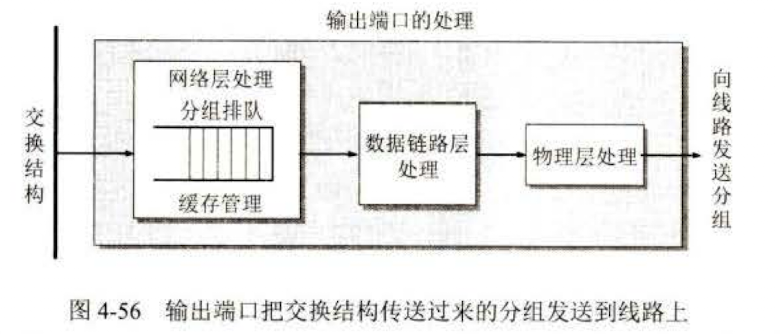 输出端口的处理
交换结构
网络层处理
分组排队
缓存管理
数据链路层
处理
物理层处理
向线路发送分组
图 4-56 输出端口把交换结构传送过来的分组发送到线路上